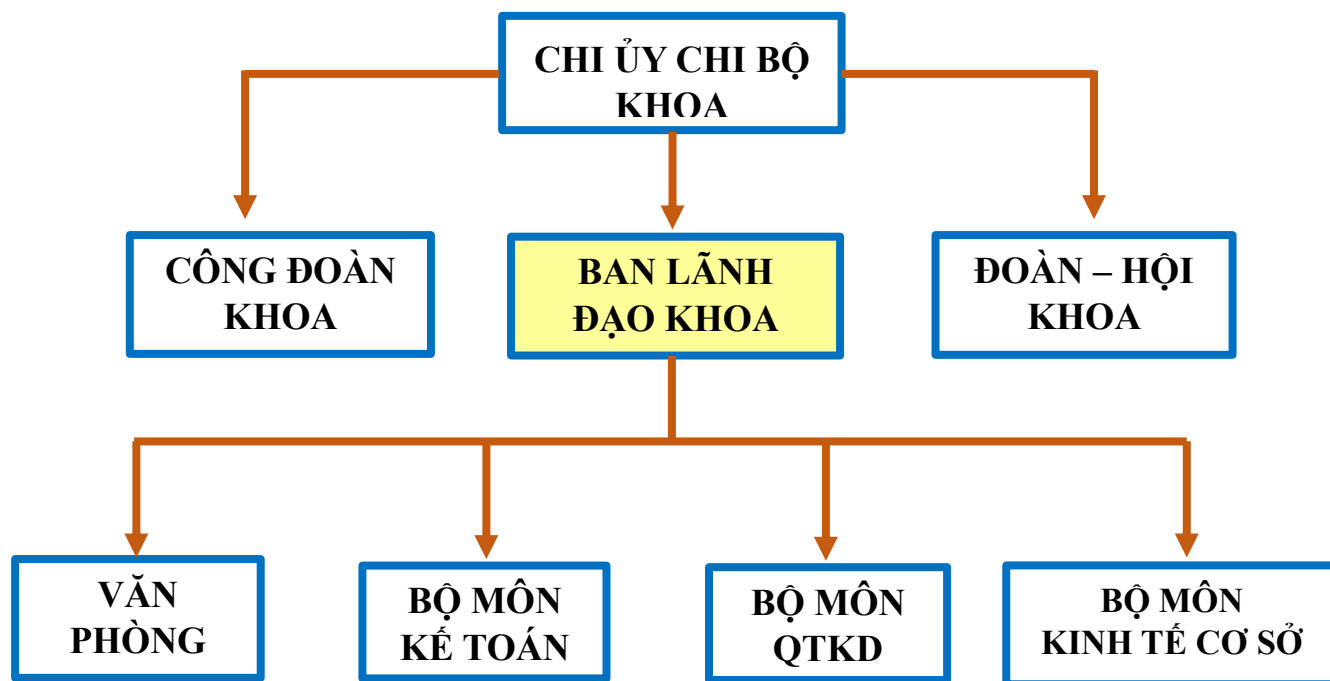 CHI ỦY CHI BỘ
KHOA
CÔNG ĐOÀN
KHOA
BAN LÃNH
ĐẠO KHOA
ĐOÀN – HỘI
KHOA
VĂN
PHÒNG
BỘ MÔN
KẾ TOÁN
BỘ MÔN
QTKD
BỘ MÔN
KINH TẾ CƠ SỞ